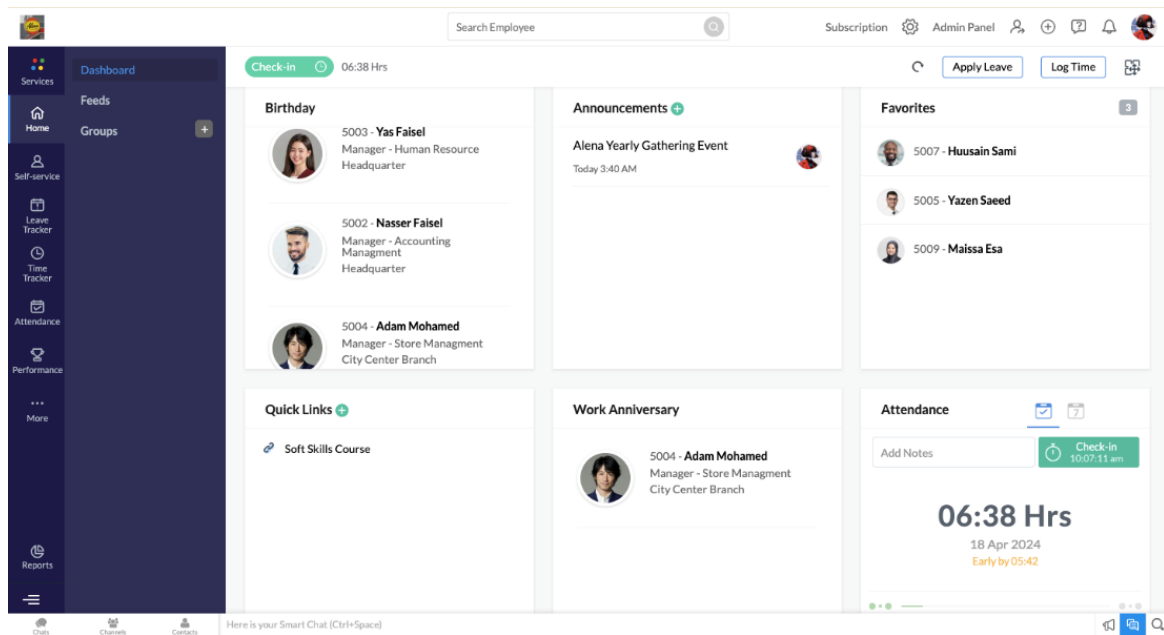 Search Employee
Subscription
Admin Panel
Services
Home
Self-service
Leave
Tracker
Time
Tracker
Attendance
Performance
More
Reports
Dashboard
Feeds
Groups
Check-in
06:38 Hrs
Apply Leave
Log Time
Birthday
5003 - Yas Faisel
Manager - Human Resource
Headquarter
5002 - Nasser Faisel
Manager - Accounting
Managment
Headquarter
5004 - Adam Mohamed
Manager - Store Managment
City Center Branch
Announcements
Alena Yearly Gathering Event
Today 3:40 AM
Favorites
3
5007 - Huusain Sami
5005 - Yazen Saeed
5009 - Maissa Esa
Quick Links
Soft Skills Course
Work Anniversary
5004 - Adam Mohamed
Manager - Store Managment
City Center Branch
Attendance
7
Add Notes
Check-in
10:07:11 am
06:38 Hrs
18 Apr 2024
Early by 05:42
Chats
Channels
Contacts
Here is your Smart Chat (Ctrl+Space)